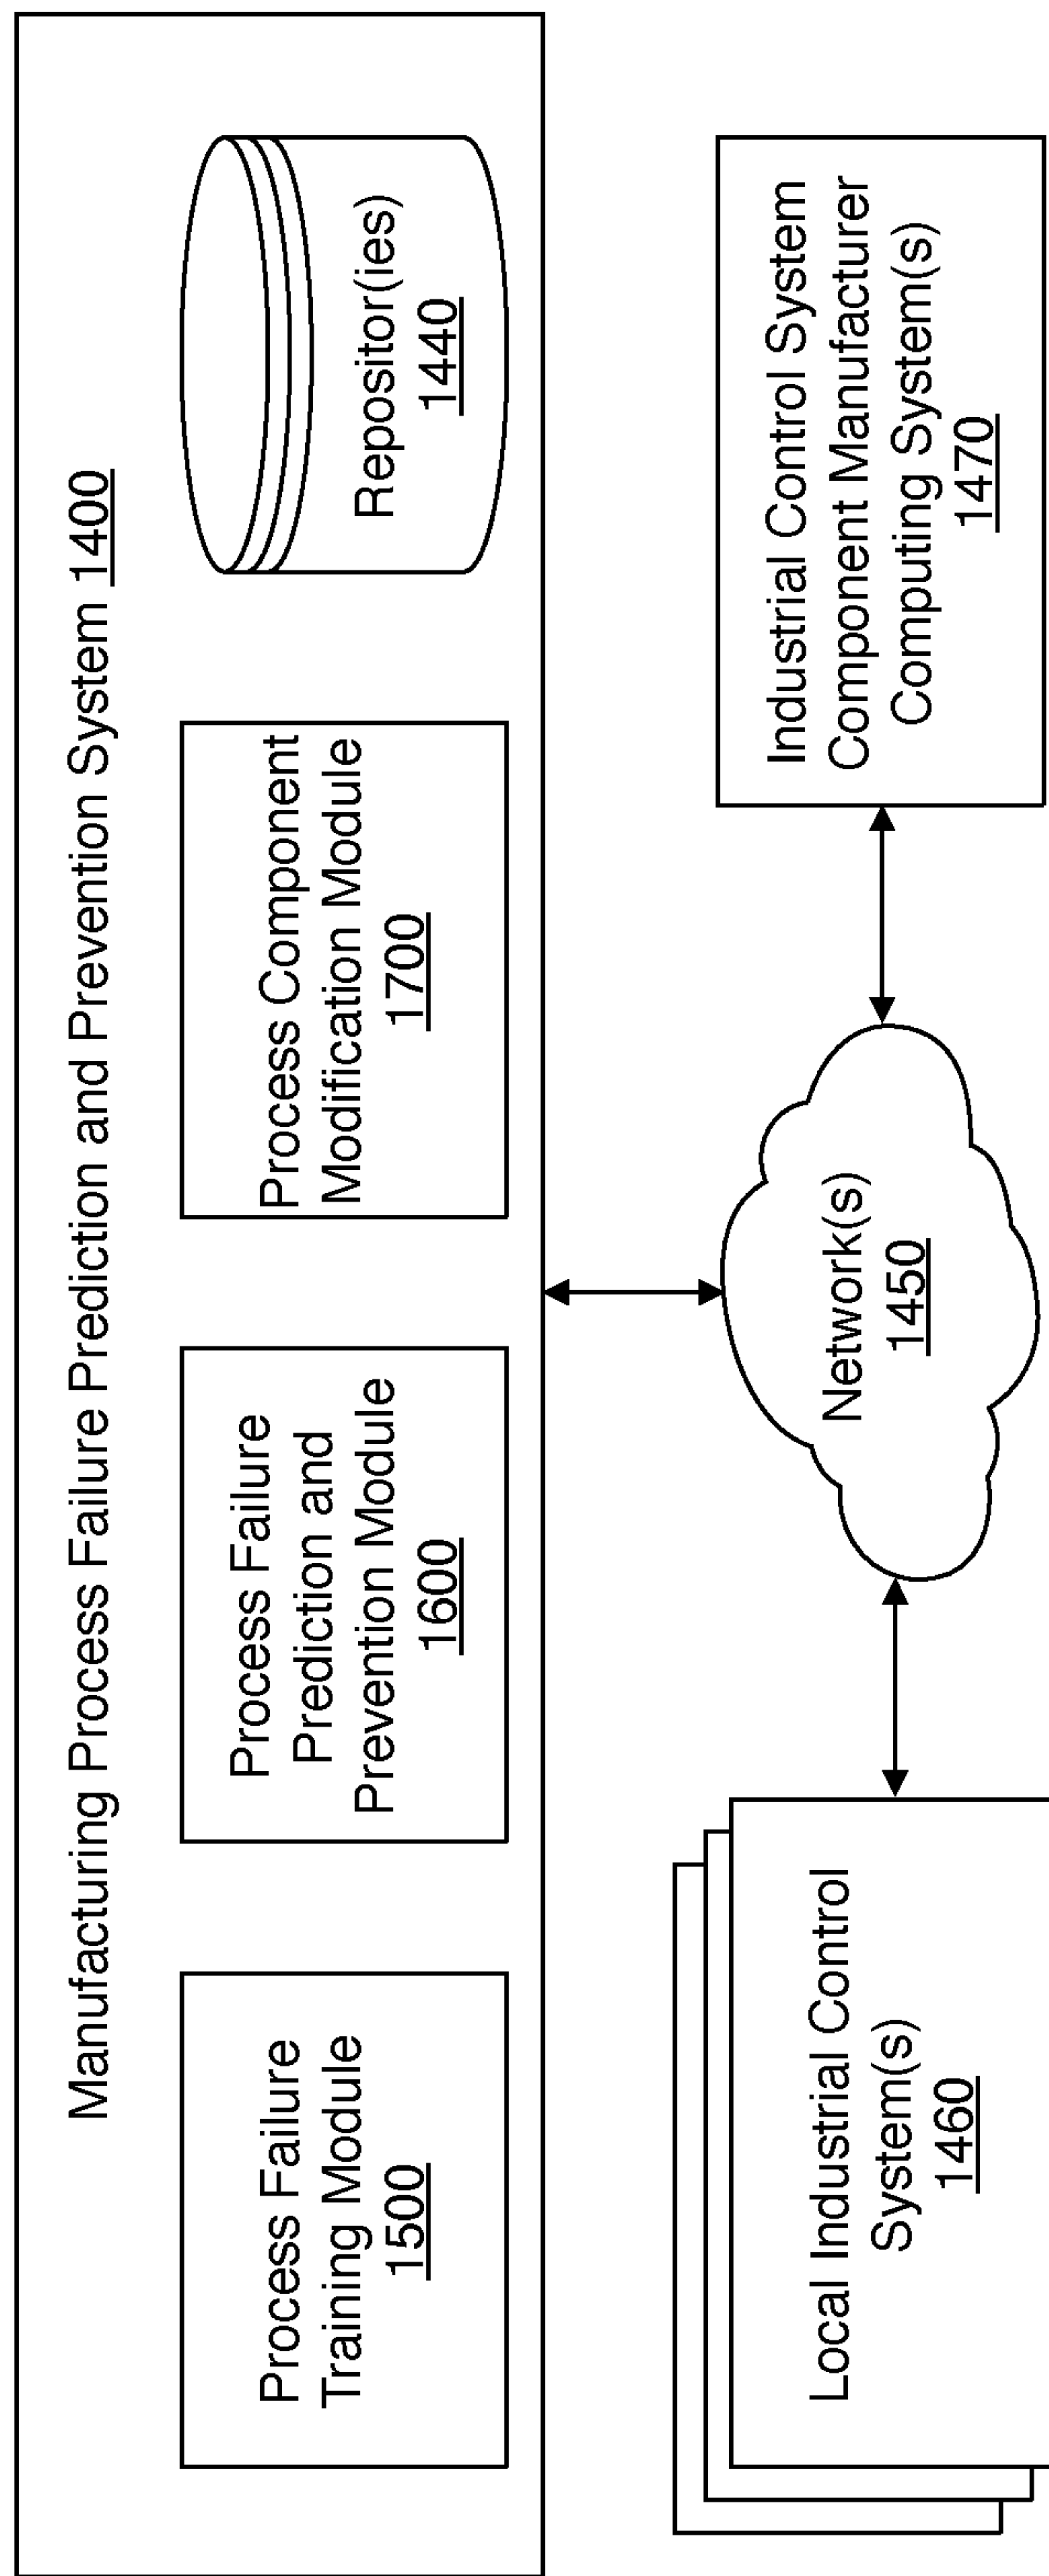 Manufacturing Process Failure Prediction and Prevention System 1400
Process Failure
Training Module
1500
Process Failure
Prediction and
Prevention Module
1600
Process Component
Modification Module
1700
Repositor(ies)
1440
Local Industrial Control
System(s)
1460
Network(s)
1450
Industrial Control System
Component Manufacturer
Computing System(s)
1470